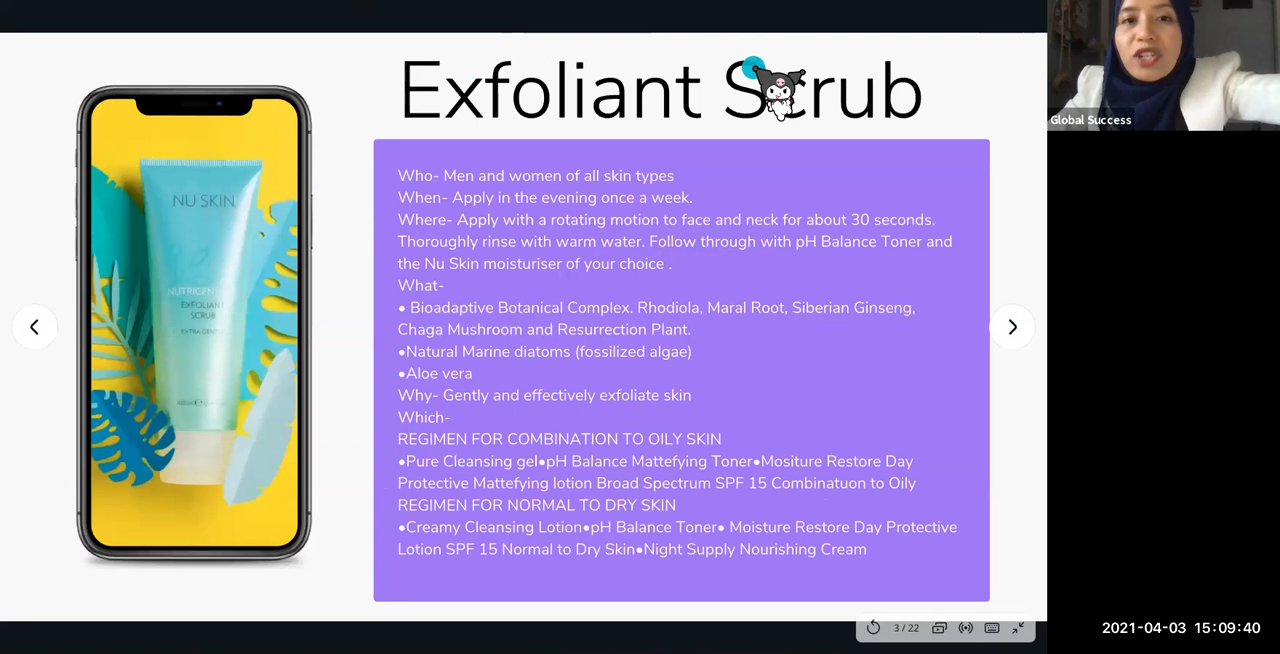 Exfoliant Scrub
NU SKIN
EXFOLIANT
SCRUB
Who- Men and women of all skin types
When- Apply in the evening once a week.
Where- Apply with a rotating motion to face and neck for about 30 seconds.
Thoroughly rinse with warm water. Follow through with pH Balance Toner and
the Nu Skin moisturiser of your choice .
What-
• Bioadaptive Botanical Complex. Rhodiola, Maral Root, Siberian Ginseng,
Chaga Mushroom and Resurrection Plant.
•Natural Marine diatoms (fossilized algae)
•Aloe vera
Why- Gently and effectively exfoliate skin
Which-
REGIMEN FOR COMBINATION TO OILY SKIN
•Pure Cleansing gel•pH Balance Mattefying Toner•Mositure Restore Day
Protective Mattefying lotion Broad Spectrum SPF 15 Combinatuon to Oily
REGIMEN FOR NORMAL TO DRY SKIN
•Creamy Cleansing Lotion•pH Balance Toner• Moisture Restore Day Protective
Lotion SPF 15 Normal to Dry Skin•Night Supply Nourishing Cream
Global Success
3 / 22
2021-04-03 15:09:40